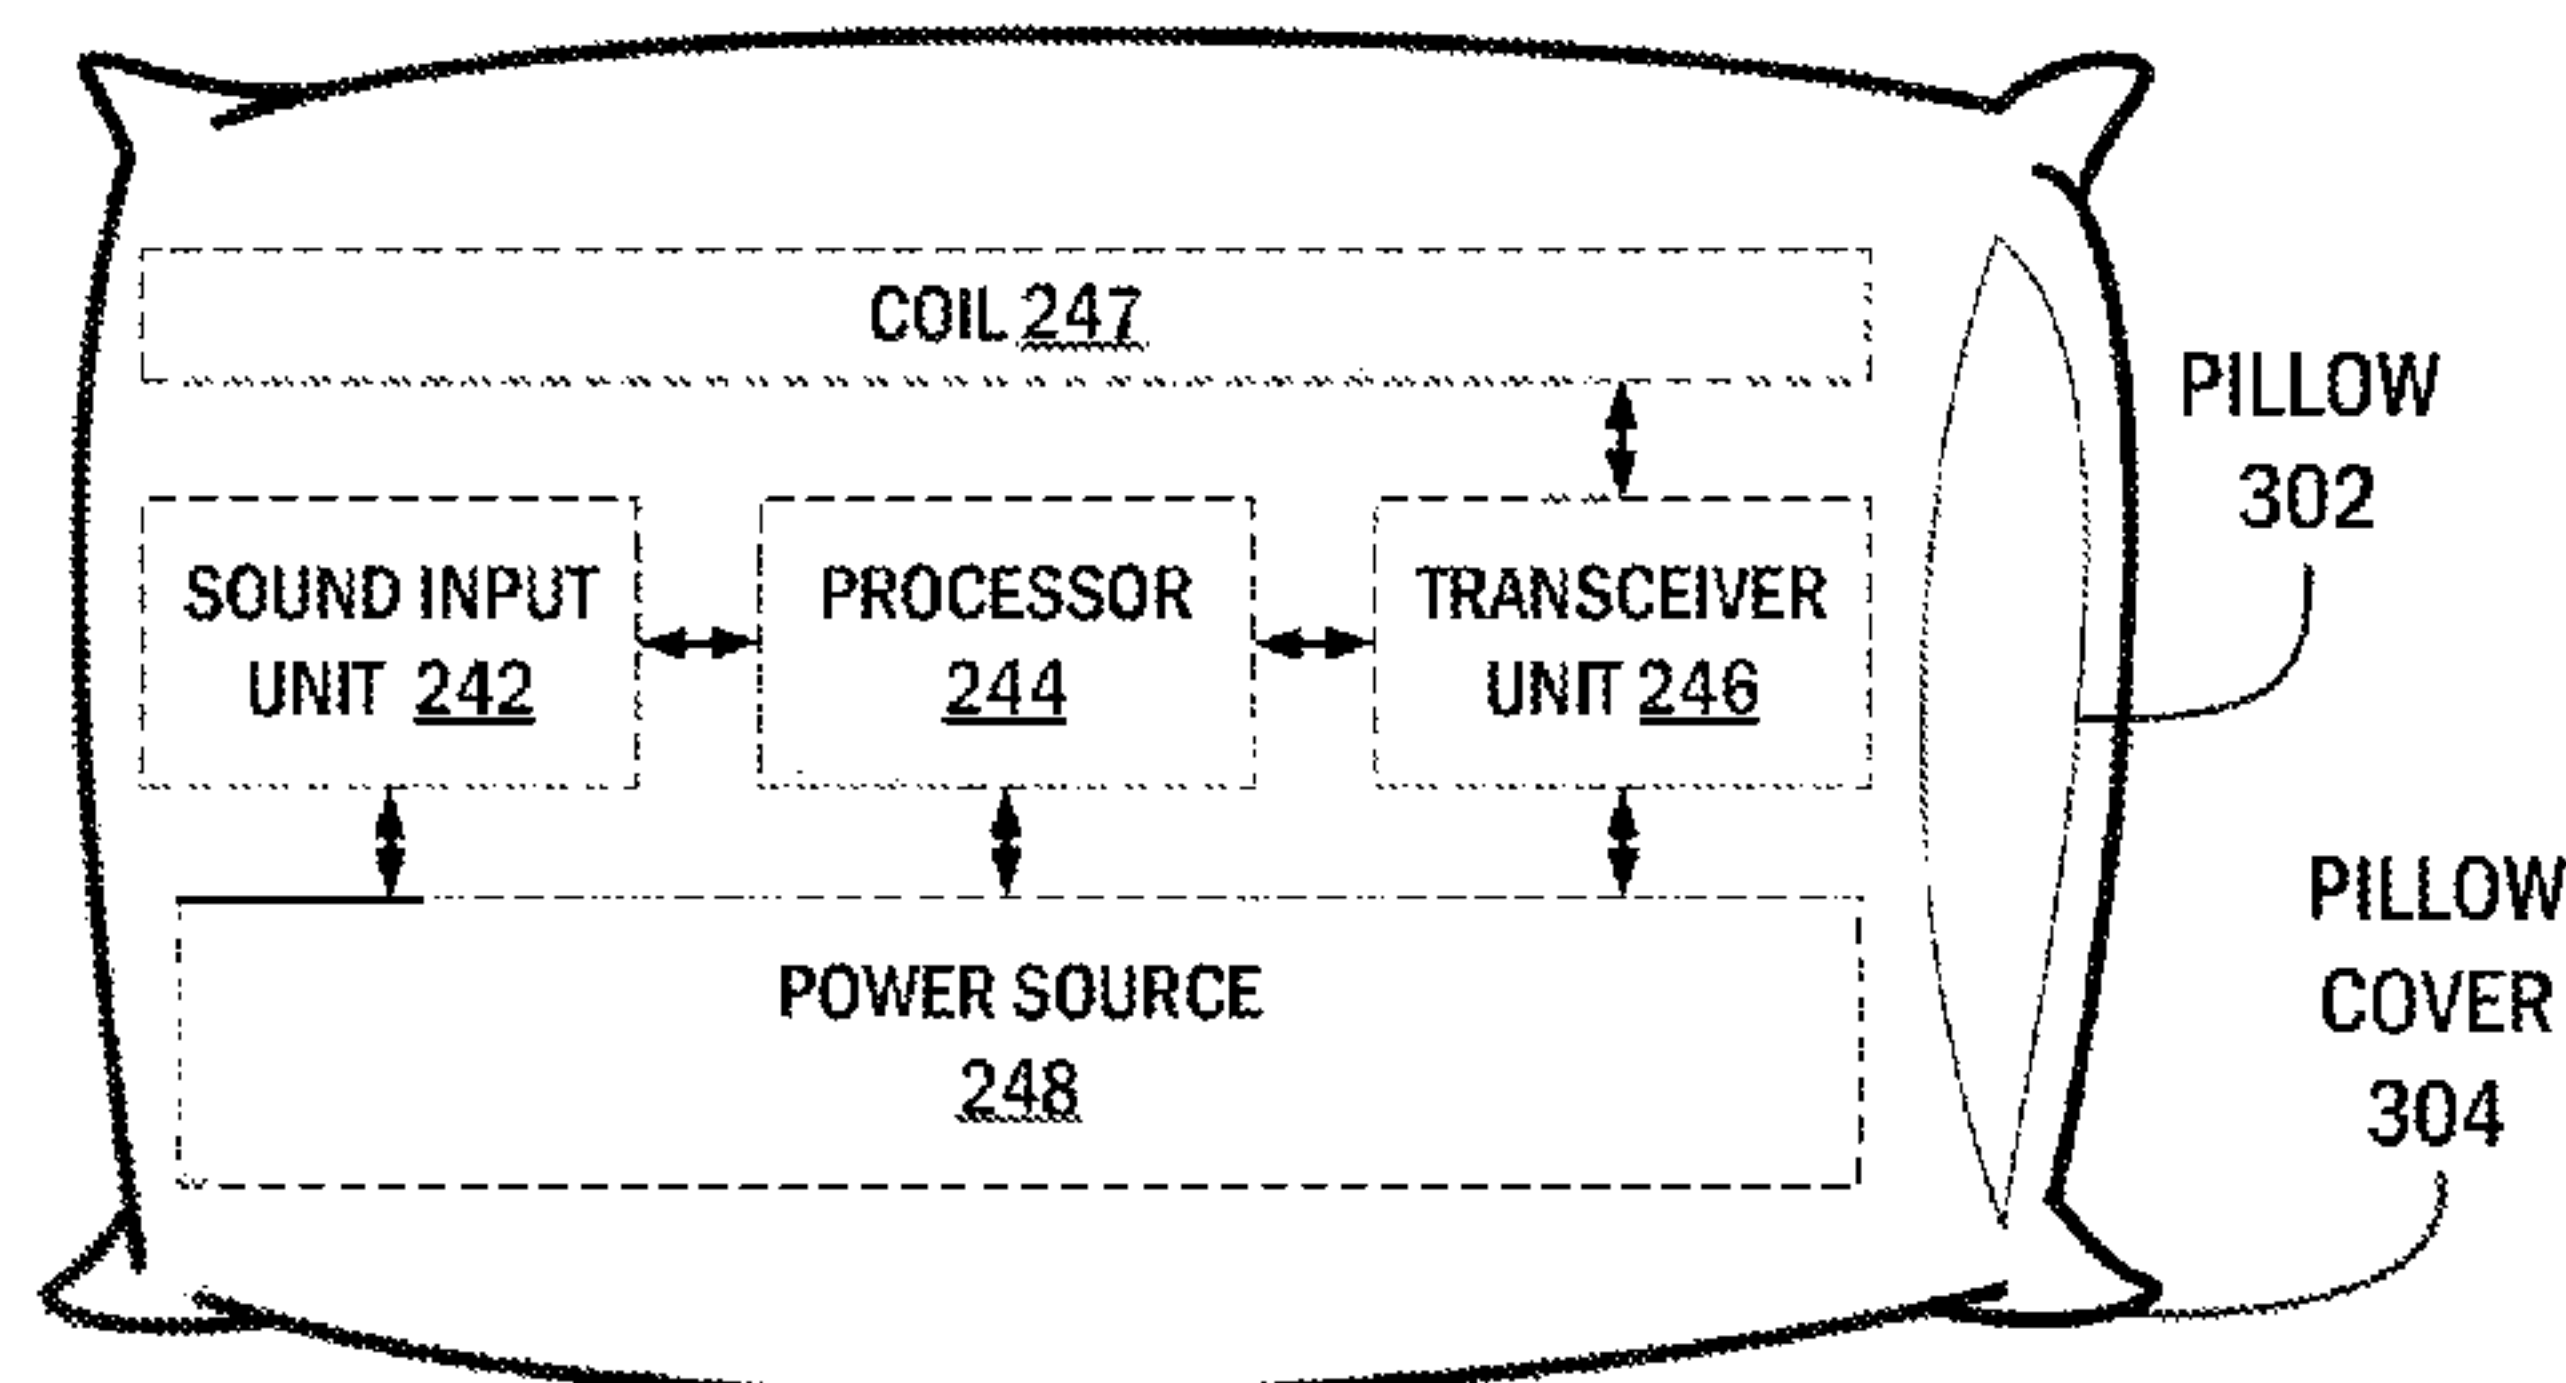 COIL 247
PILLOW
302
SOUND INPUT
UNIT 242
PROCESSOR
244
TRANSCEIVER
UNIT 246
POWER SOURCE
248
PILLOW
COVER
304